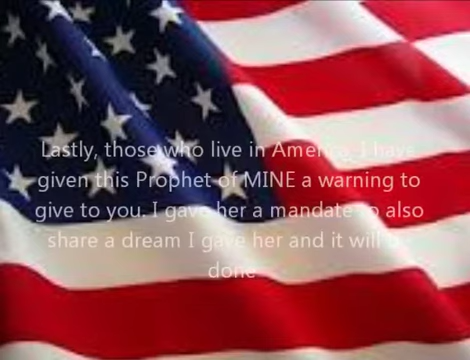 Lastly, those who live in America, I have
given this Prophet of MINE a warning to
give to you. I gave her a mandate to also
share a dream I gave her and it will be
done